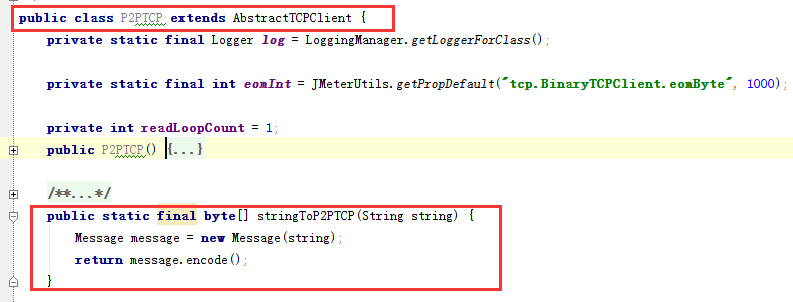 public class P2PTCP extends AbstractTCPClient {
private static final Logger log = LoggingManager.getLoggerForClass();
private static final int eomInt = JMeterUtils.getPropDefault("tcp.BinaryTCPClient.eomByte", 1000);
private int readLoopCount = 1;
public P2PTCP() {...}
/**...*/
public static final byte[] stringToP2PTCP(String string) {
Message message = new Message(string);
return message.encode();
}